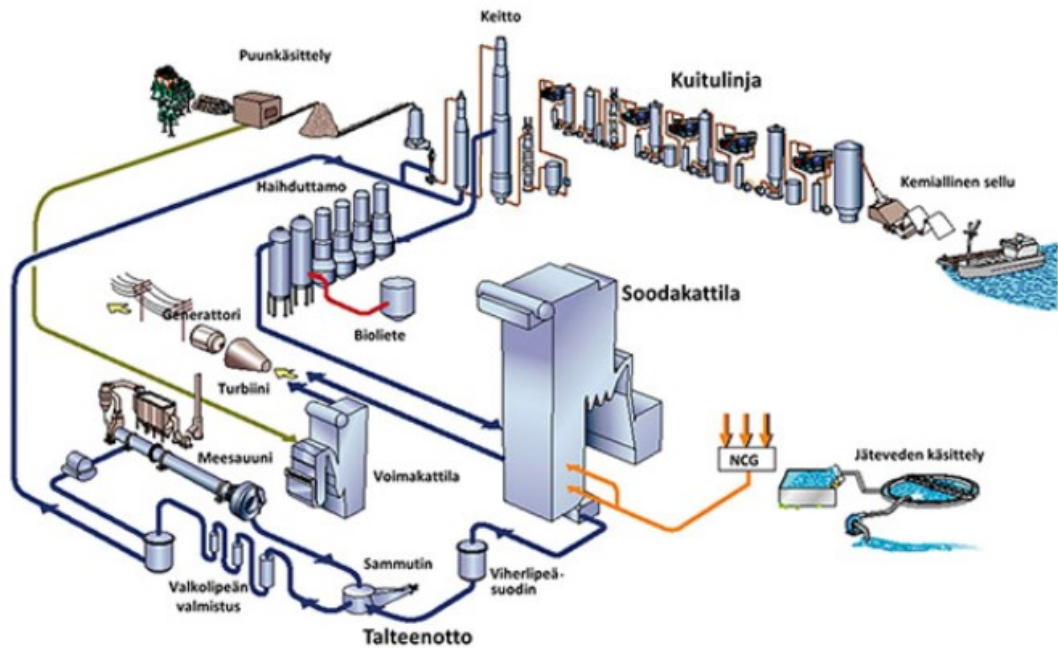 Keitto
Puunkäsittely
Kuitulinja
Kemiallinen sellu
Haihduttamo
Bioliete
Soodakattila
Generattori
Turbiini
Meesauuni
Voimakattila
NCG
Jäteveden käsittely
Sammutin
Viherlipeä-
suodin
Valkolipeän
valmistus
Talteenotto